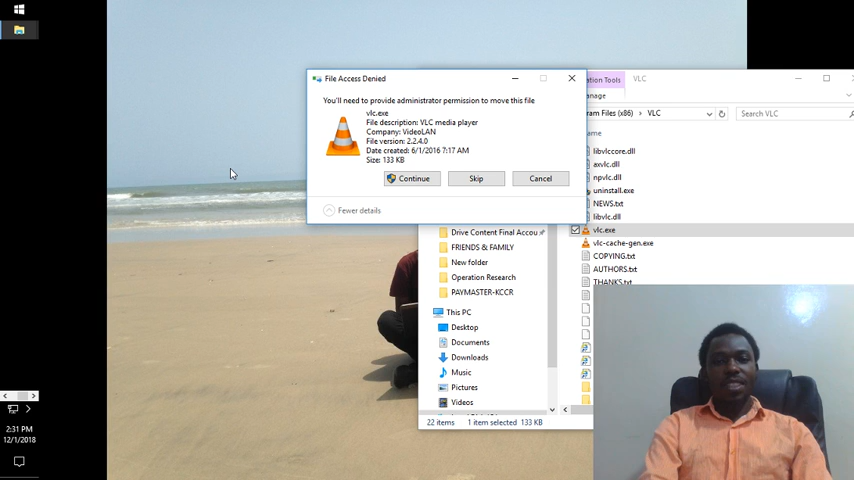 File Access Denied
You'll need to provide administrator permission to move this file
vlc.exe
File description: VLC media player
Company: VideoLAN
File version: 2.2.4.0
Date created: 6/1/2016 7:17 AM
Size: 133 KB
Continue
Skip
Cancel
Fewer details
ation Tools
VLC
anage
ram Files (x86) > VLC
Search VLC
ame
libvlccore.dll
axvlc.dll
npvlc.dll
uninstall.exe
NEWS.txt
libvlc.dll
vlc.exe
vlc-cache-gen.exe
COPYING.txt
AUTHORS.txt
THANKS.txt
Drive Content Final Accou
FRIENDS & FAMILY
New folder
Operation Research
PAYMASTER-KCCR
This PC
Desktop
Documents
Downloads
Music
Pictures
Videos
22 items
1 item selected 133 KB
2:31 PM
12/1/2018